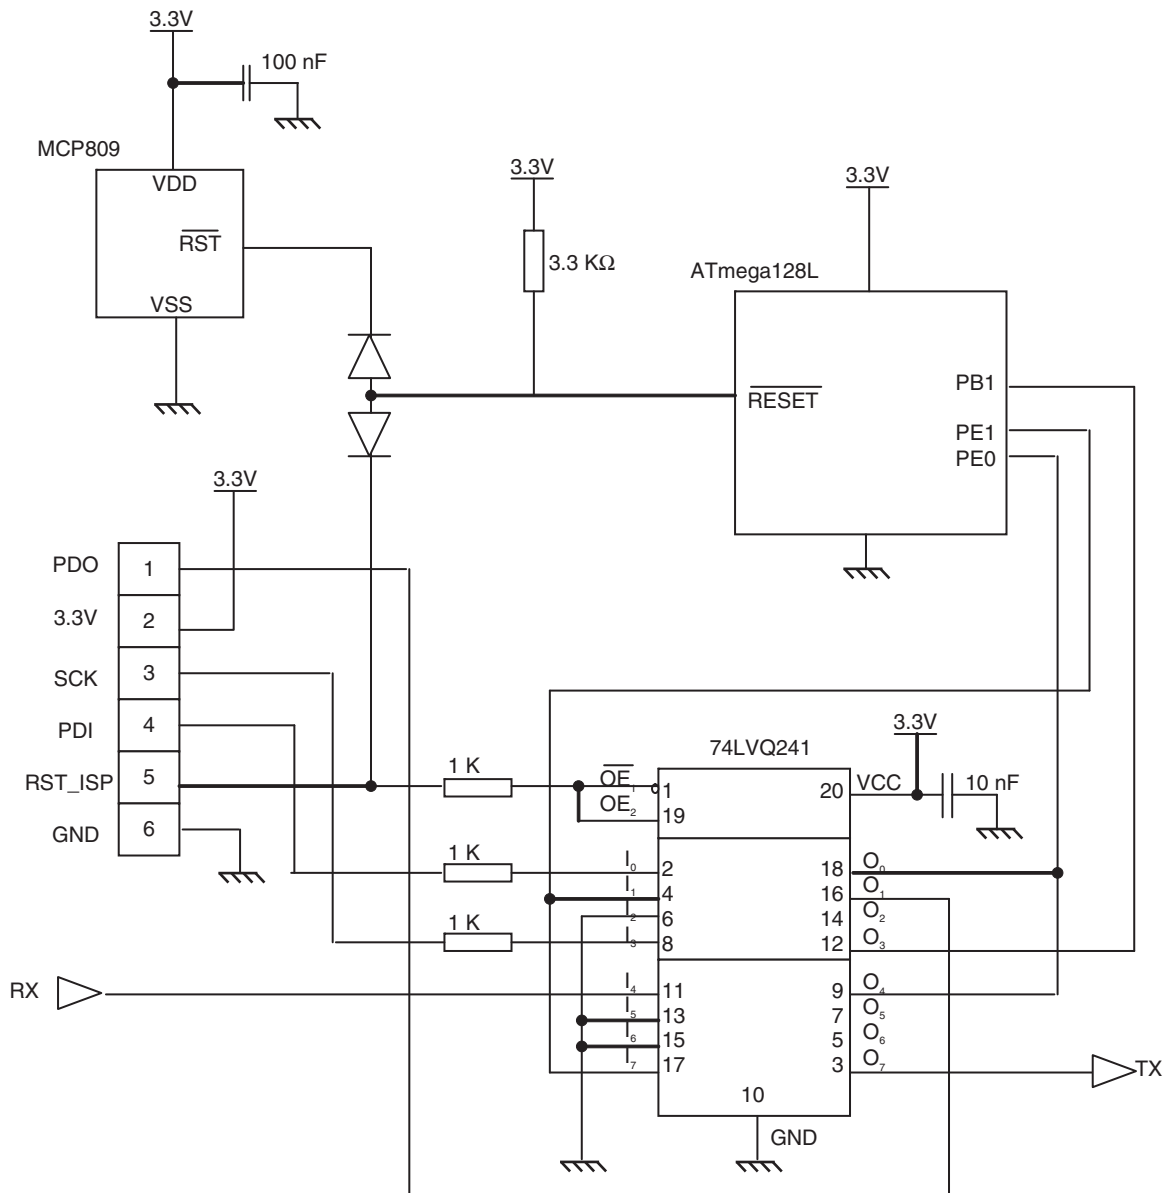 3.3V
100 nF
MCP809
VDD
RST
VSS
3.3V
3.3 KΩ
3.3V
ATmega128L
RESET
PB1
PE1
PE0
3.3V
PDO 1
3.3V 2
SCK 3
PDI 4
RST_ISP 5
GND 6
74LVQ241
3.3V
1 K
OE1 1
OE2 19
20 VCC
10 nF
1 K
I0 2
18 O0
I1 4
16 O1
I2 6
14 O2
1 K
I3 8
12 O3
RX
I4 11
9 O4
I5 13
7 O5
I6 15
5 O6
I7 17
3 O7
TX
10
GND